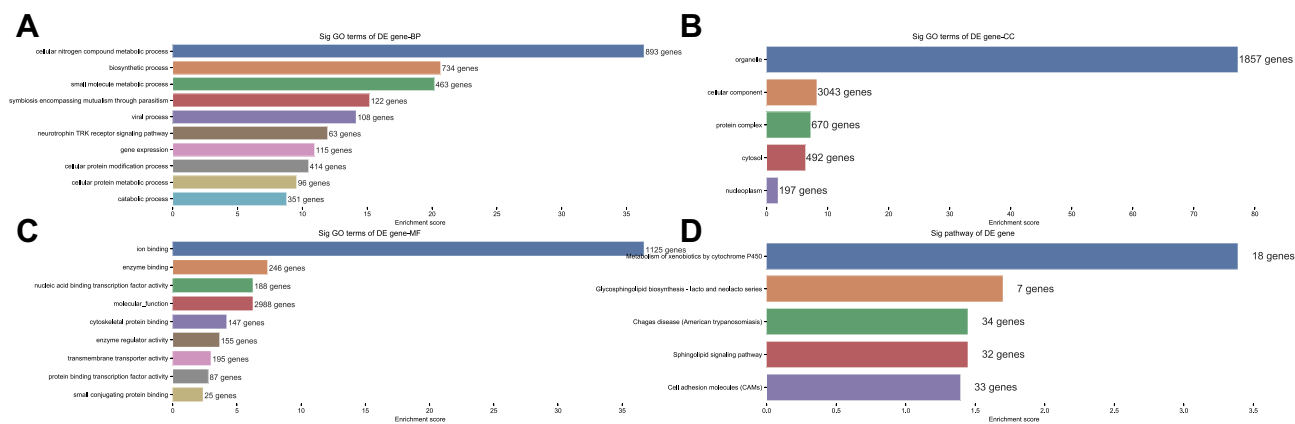 A
Sig GO terms of DE gene-BP
cellular nitrogen compound metabolic process
893 genes
biosynthetic process
734 genes
small molecule metabolic process
463 genes
symbiosis encompassing mutualism through parasitism
122 genes
viral process
108 genes
neurotrophin TRK receptor signaling pathway
63 genes
gene expression
115 genes
cellular protein modification process
414 genes
cellular protein metabolic process
96 genes
catabolic process
351 genes
0 5 10 15 20 25 30 35
Enrichment score
B
Sig GO terms of DE gene-CC
organelle
1857 genes
cellular component
3043 genes
protein complex
670 genes
cytosol
492 genes
nucleoplasm
197 genes
0 10 20 30 40 50 60 70 80
Enrichment score
C
Sig GO terms of DE gene-MF
ion binding
1125 genes
enzyme binding
246 genes
nucleic acid binding transcription factor activity
188 genes
molecular_function
2988 genes
cytoskeletal protein binding
147 genes
enzyme regulator activity
155 genes
transmembrane transporter activity
195 genes
protein binding transcription factor activity
87 genes
small conjugating protein binding
25 genes
0 5 10 15 20 25 30 35
Enrichment score
D
Sig pathway of DE gene
Metabolism of xenobiotics by cytochrome P450
18 genes
Glycosphingolipid biosynthesis - lacto and neolacto series
7 genes
Chagas disease (American trypanosomiasis)
34 genes
Sphingolipid signaling pathway
32 genes
Cell adhesion molecules (CAMs)
33 genes
0.0 0.5 1.0 1.5 2.0 2.5 3.0 3.5
Enrichment score